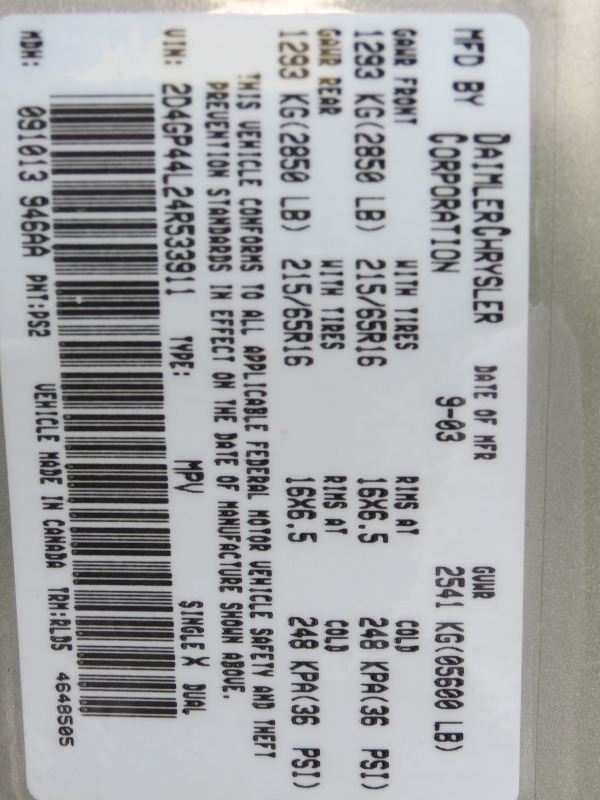 MFD BY DAIMLERCHRYSLER CORPORATION DATE OF MFR 9-03 GVWR 2541 KG(05600 LB)
GAWR FRONT WITH TIRES RIMS AT COLD
1293 KG(2850 LB) 215/65R16 16X6.5 248 KPA(36 PSI)
GAWR REAR WITH TIRES RIMS AT COLD
1293 KG(2850 LB) 215/65R16 16X6.5 248 KPA(36 PSI)
THIS VEHICLE CONFORMS TO ALL APPLICABLE FEDERAL MOTOR VEHICLE SAFETY AND THEFT
PREVENTION STANDARDS IN EFFECT ON THE DATE OF MANUFACTURE SHOWN ABOVE.
VIN: 2D4GP44L24R533911 TYPE: MPV SINGLE X DUAL
MDH: 091013 946AA PNT:PS2 VEHICLE MADE IN CANADA TRM:RLD5 4648505